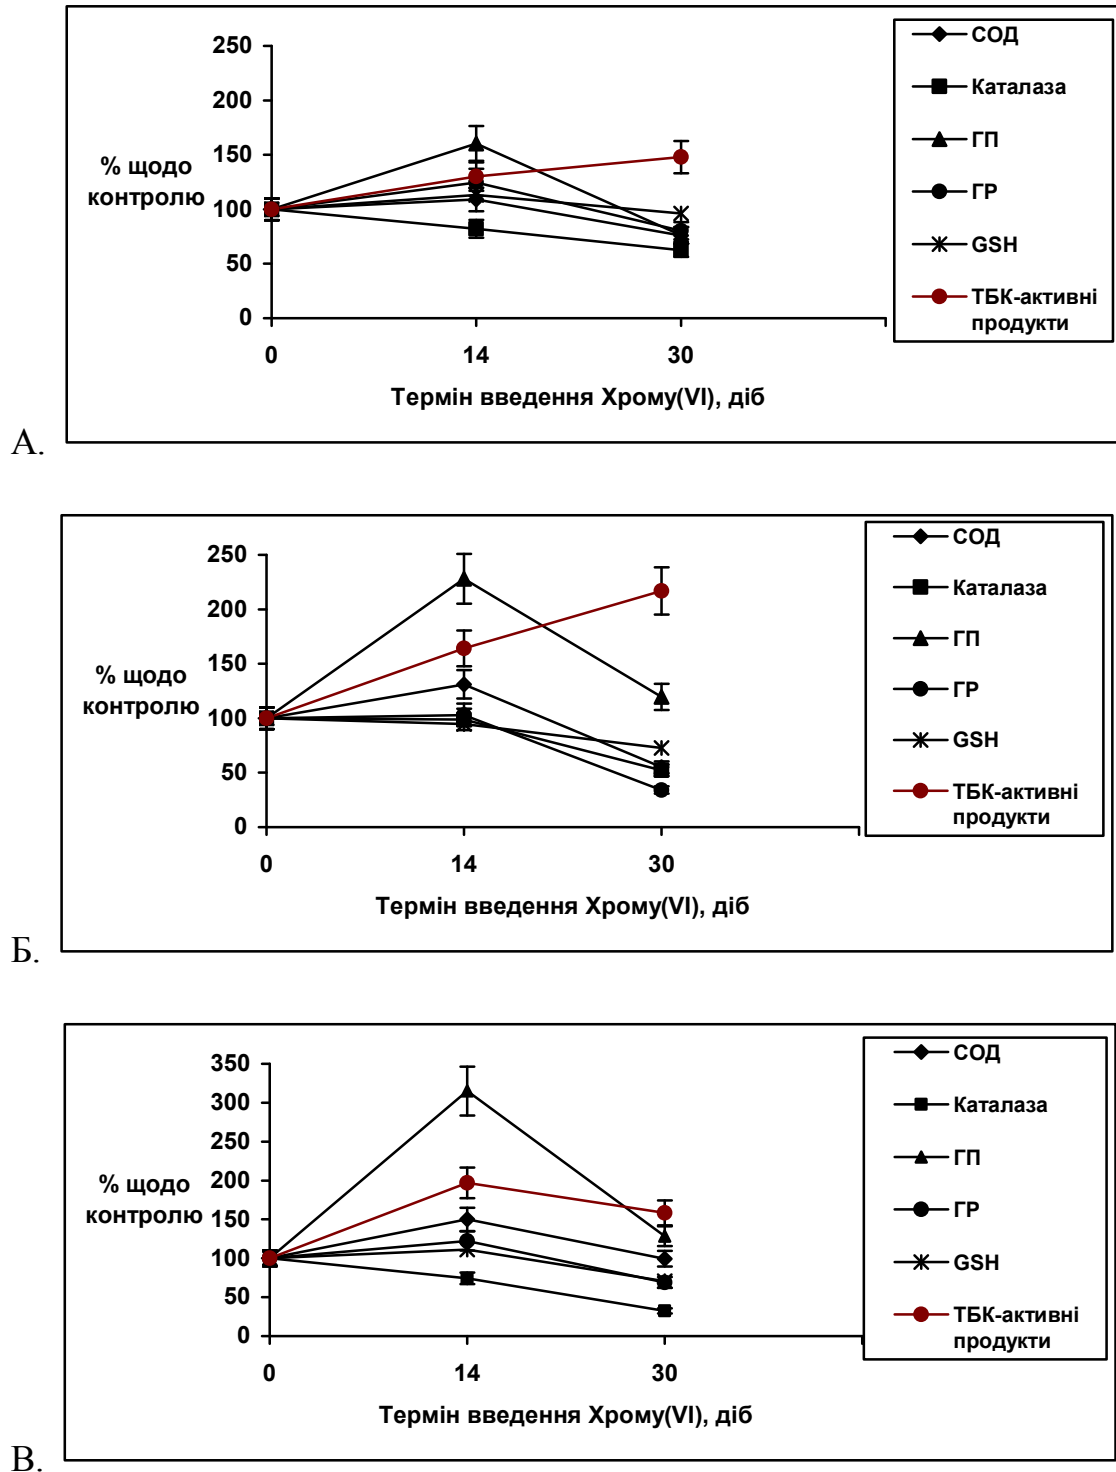 250
200
150
100
50
0
% щодо
контролю
0
14
30
Термін введення Хрому(VI), діб
СОД
Каталаза
ГП
ГР
GSH
ТБК-активні
продукти
А.
250
200
150
100
50
0
% щодо
контролю
0
14
30
Термін введення Хрому(VI), діб
СОД
Каталаза
ГП
ГР
GSH
ТБК-активні
продукти
Б.
350
300
250
200
150
100
50
0
% щодо
контролю
0
14
30
Термін введення Хрому(VI), діб
СОД
Каталаза
ГП
ГР
GSH
ТБК-активні
продукти
В.